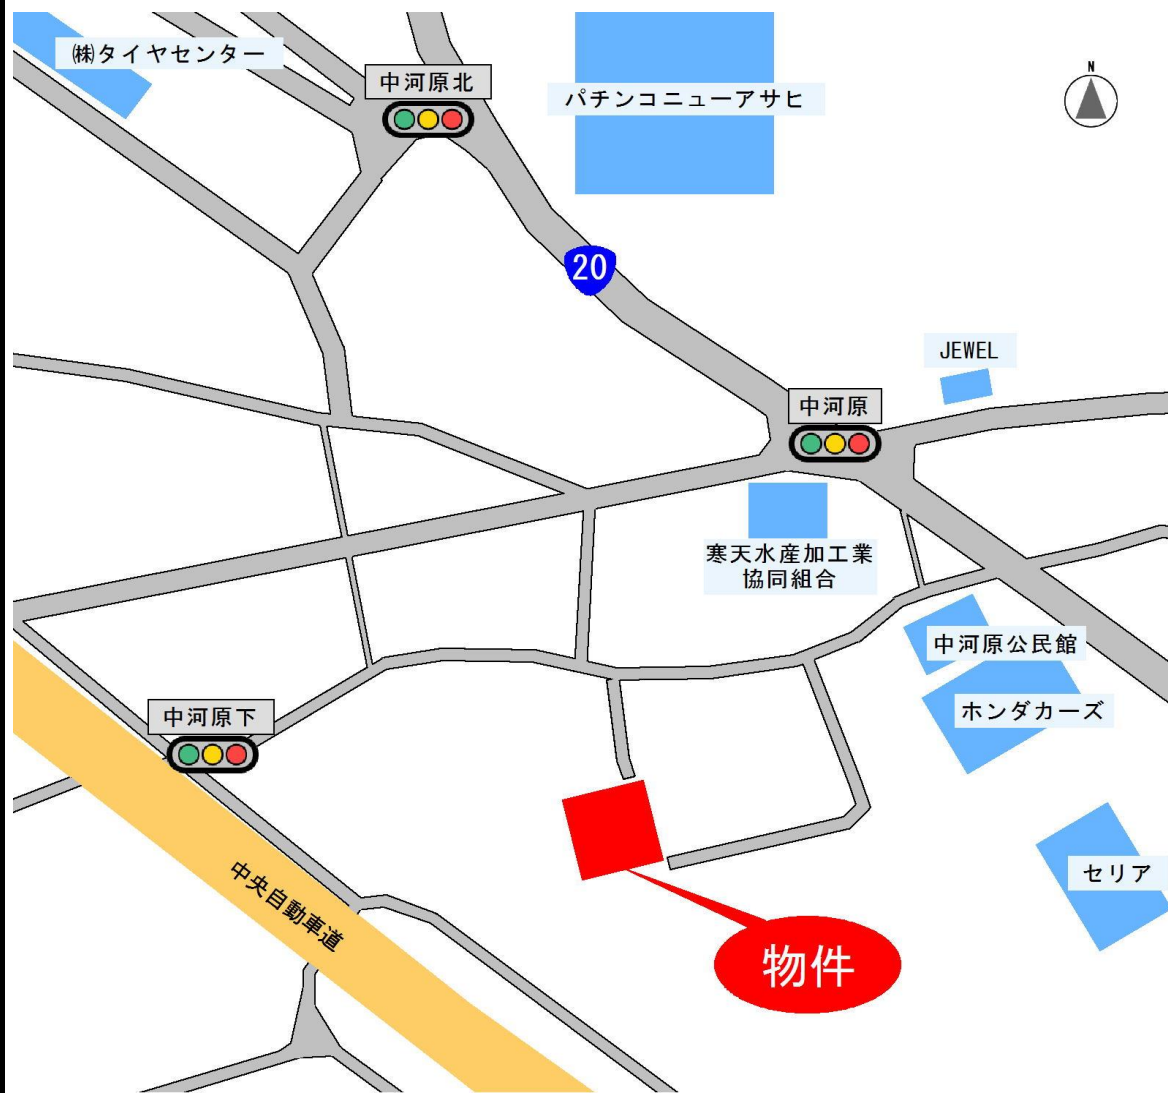 ㈱タイヤセンター
中河原北
パチンコニューアサヒ
N
20
JEWEL
中河原
寒天水産加工業
協同組合
中河原公民館
ホンダカーズ
中河原下
セリア
中央自動車道
物件